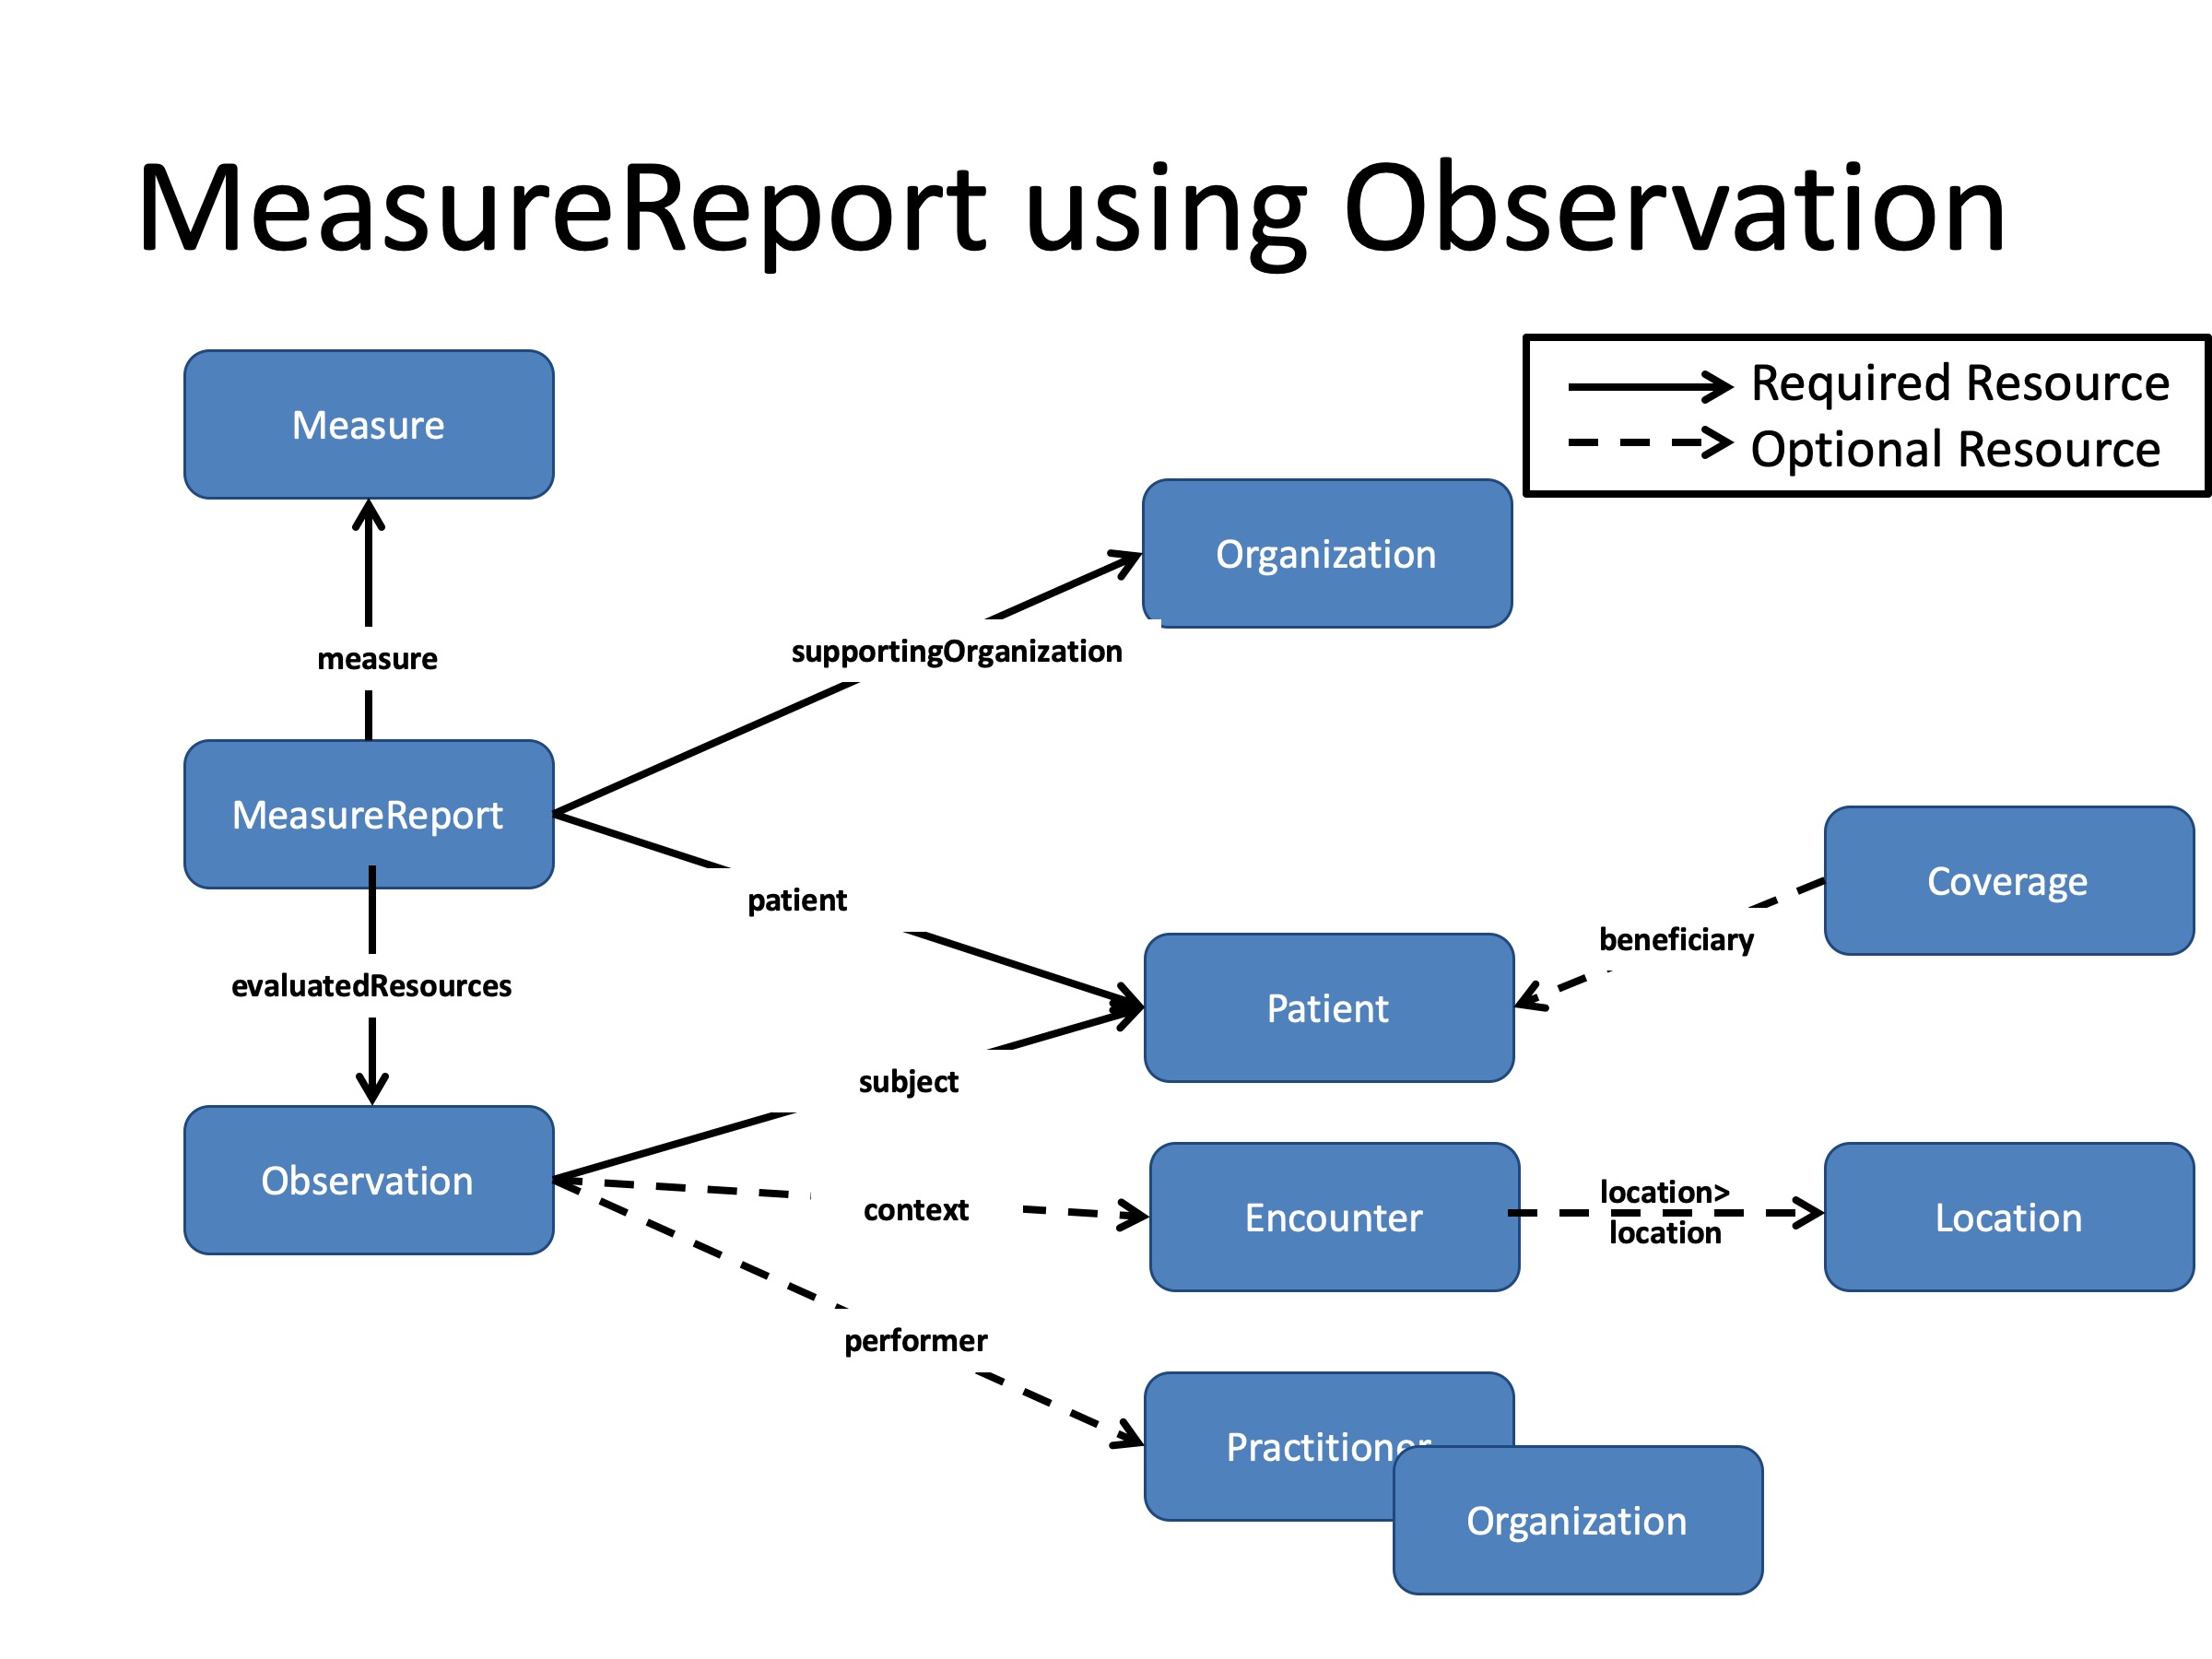 MeasureReport using Observation
Required Resource
Optional Resource
Measure
Organization
measure
supportingOrganization
MeasureReport
patient
Coverage
beneficiary
evaluatedResources
Patient
subject
Observation
context
Encounter
location>
location
Location
performer
Practitioner
Organization